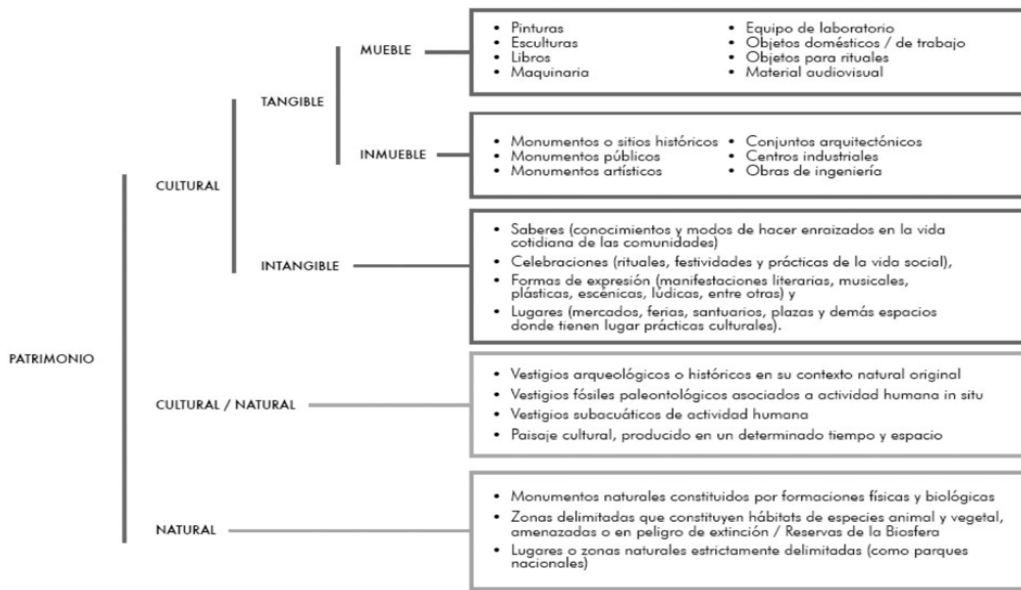 PATRIMONIO
CULTURAL
TANGIBLE
MUEBLE
• Pinturas
• Esculturas
• Libros
• Maquinaria
• Equipo de laboratorio
• Objetos domésticos / de trabajo
• Objetos para rituales
• Material audiovisual
INMUEBLE
• Monumentos o sitios históricos
• Monumentos públicos
• Monumentos artísticos
• Conjuntos arquitectónicos
• Centros industriales
• Obras de ingeniería
INTANGIBLE
• Saberes (conocimientos y modos de hacer enraizados en la vida
cotidiana de las comunidades)
• Celebraciones (rituales, festividades y prácticas de la vida social),
• Formas de expresión (manifestaciones literarias, musicales,
plásticas, escénicas, lúdicas, entre otras) y
• Lugares (mercados, ferias, santuarios, plazas y demás espacios
donde tienen lugar prácticas culturales).
CULTURAL / NATURAL
• Vestigios arqueológicos o históricos en su contexto natural original
• Vestigios fósiles paleontológicos asociados a actividad humana in situ
• Vestigios subacuáticos de actividad humana
• Paisaje cultural, producido en un determinado tiempo y espacio
NATURAL
• Monumentos naturales constituidos por formaciones físicas y biológicas
• Zonas delimitadas que constituyen hábitats de especies animal y vegetal,
amenazadas o en peligro de extinción / Reservas de la Biosfera
• Lugares o zonas naturales estrictamente delimitadas (como parques
nacionales)